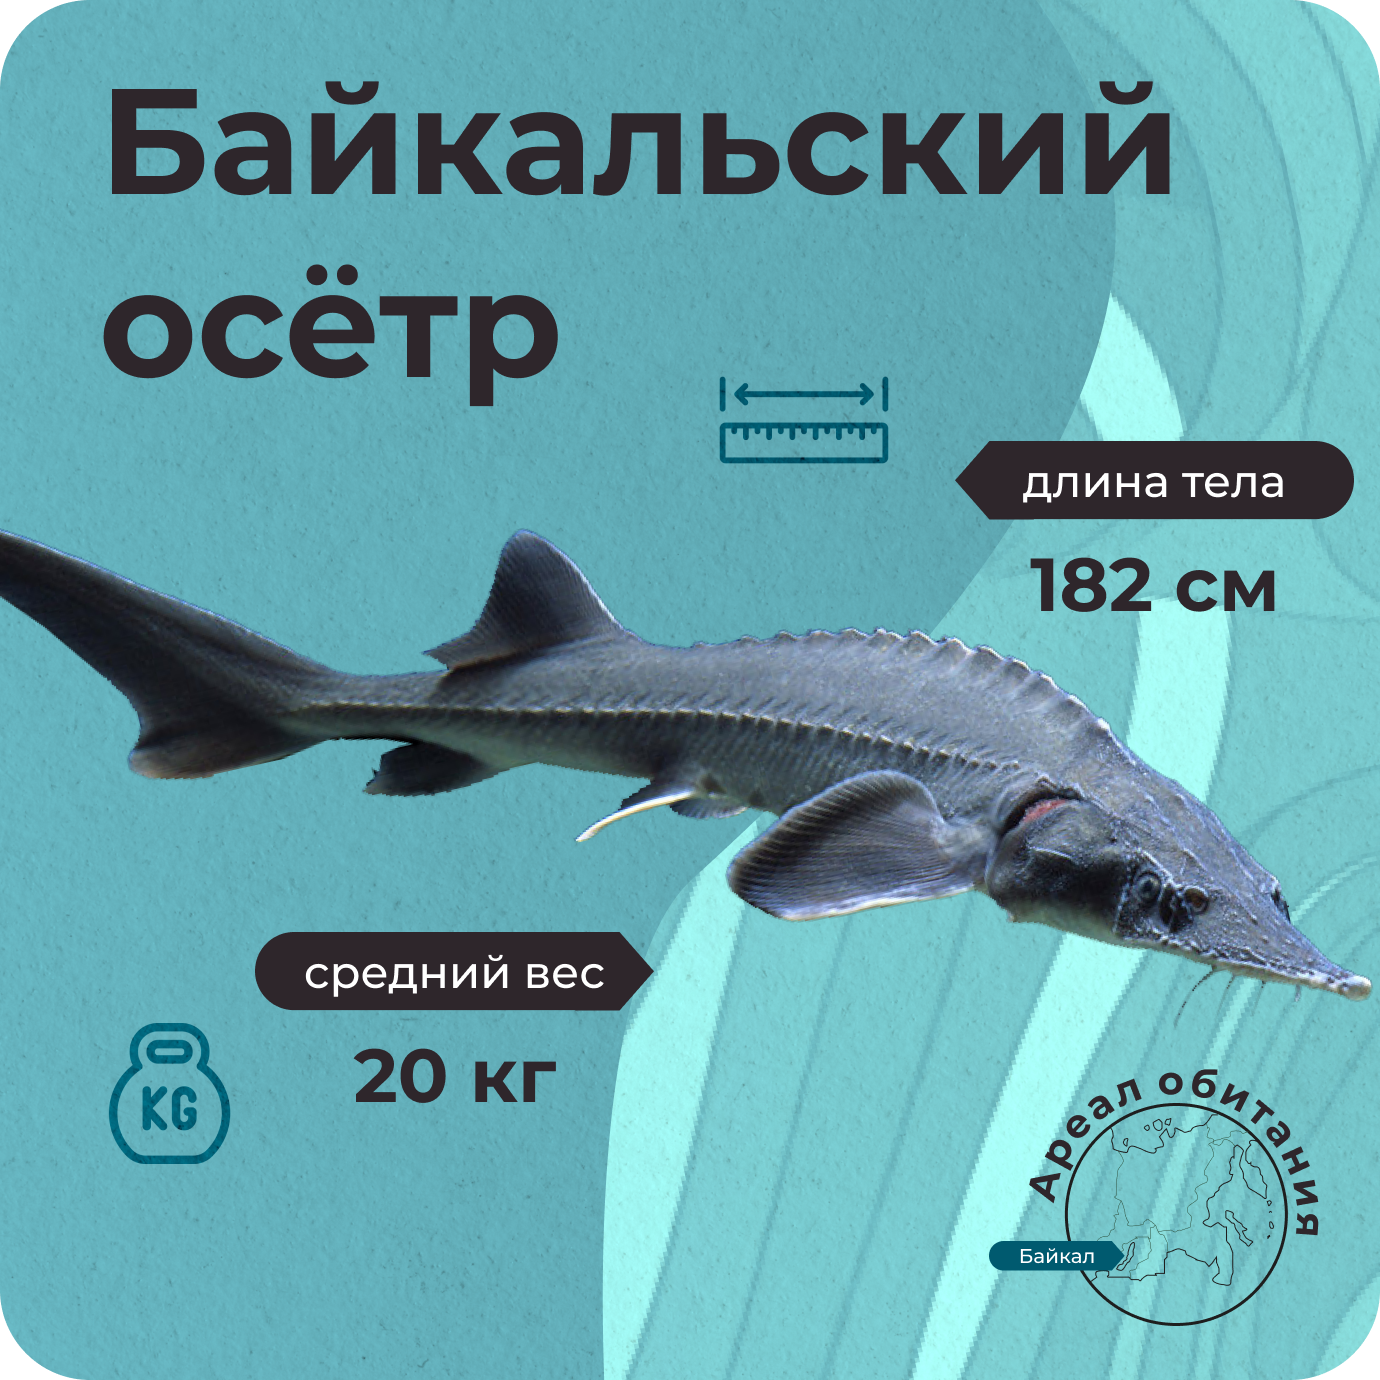 Байкальский
осётр
длина тела
182 см
средний вес
20 кг
KG
Ареал обитания
Байкал